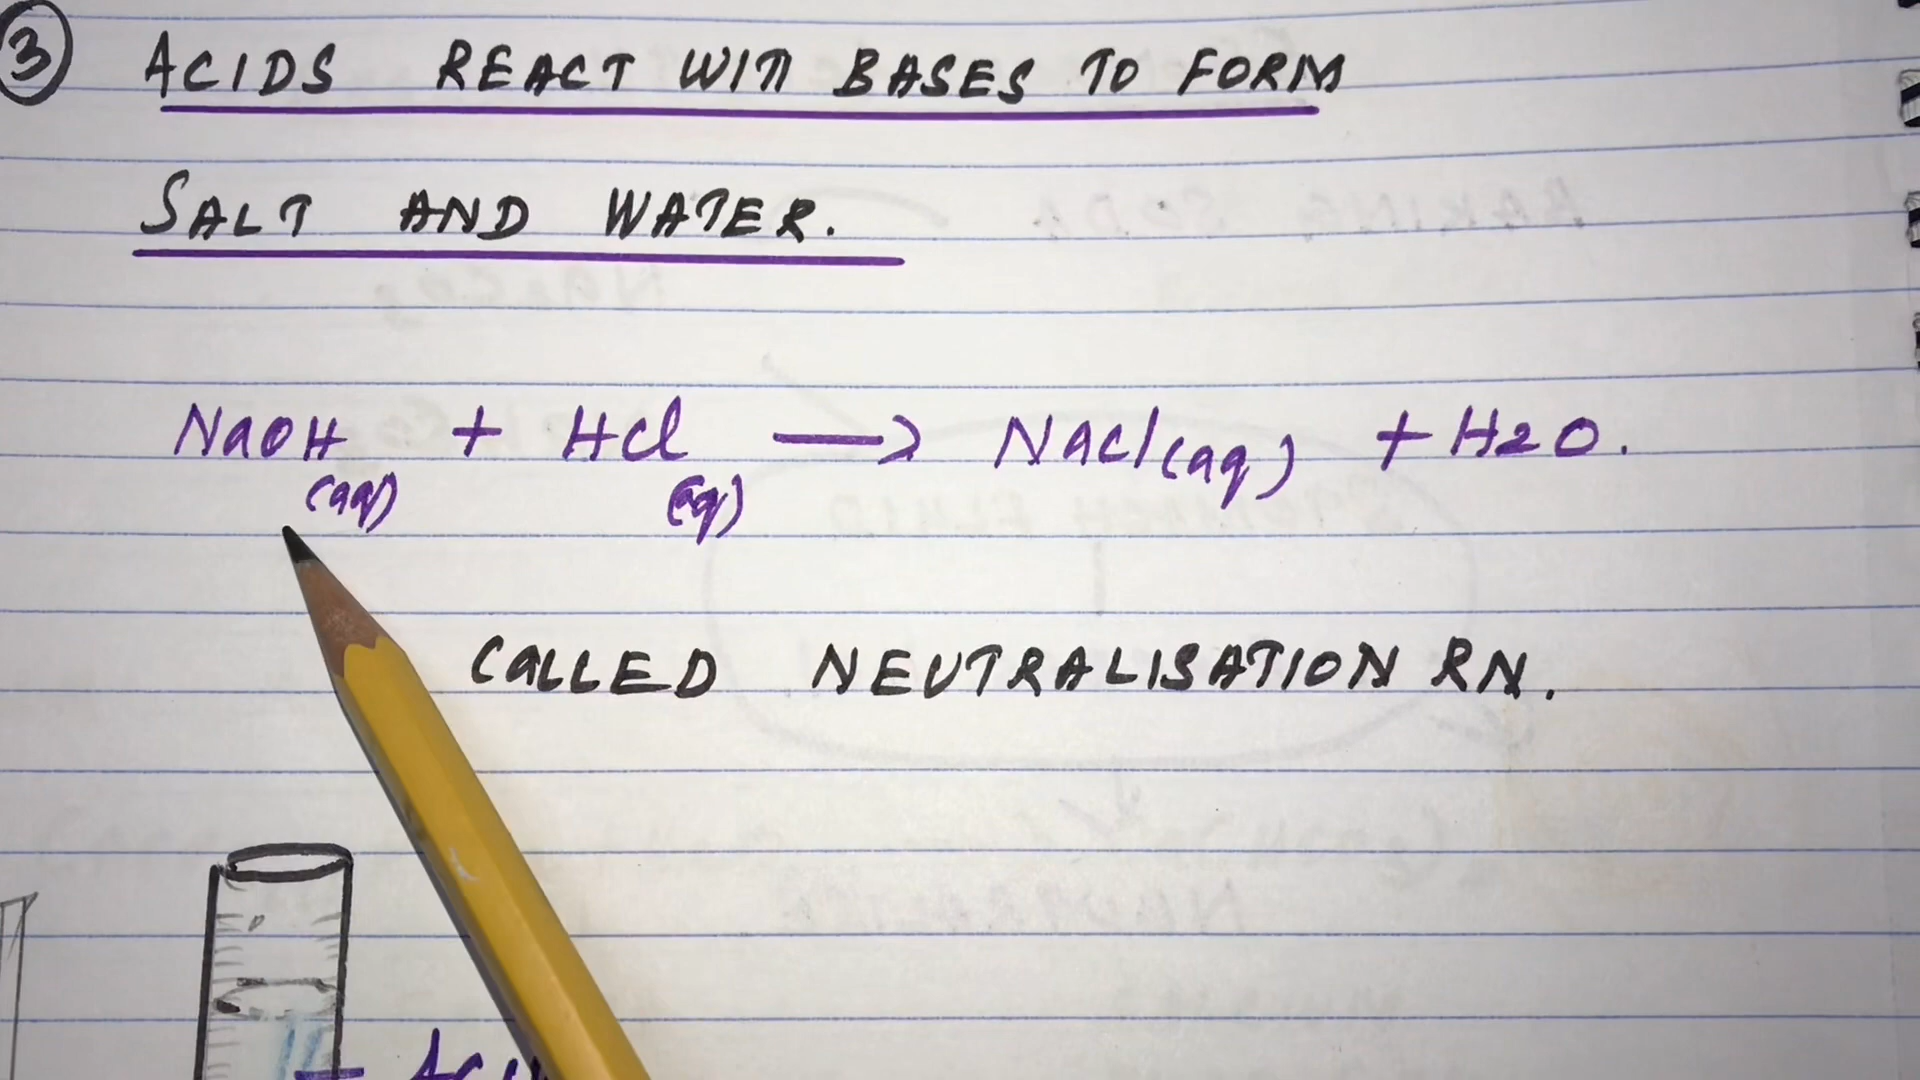 3 ACIDS REACT WITH BASES TO FORM
SALT AND WATER.
NaOH(aq) + HCl(aq) → NaCl(aq) + H2O.
CALLED NEUTRALISATION RN.